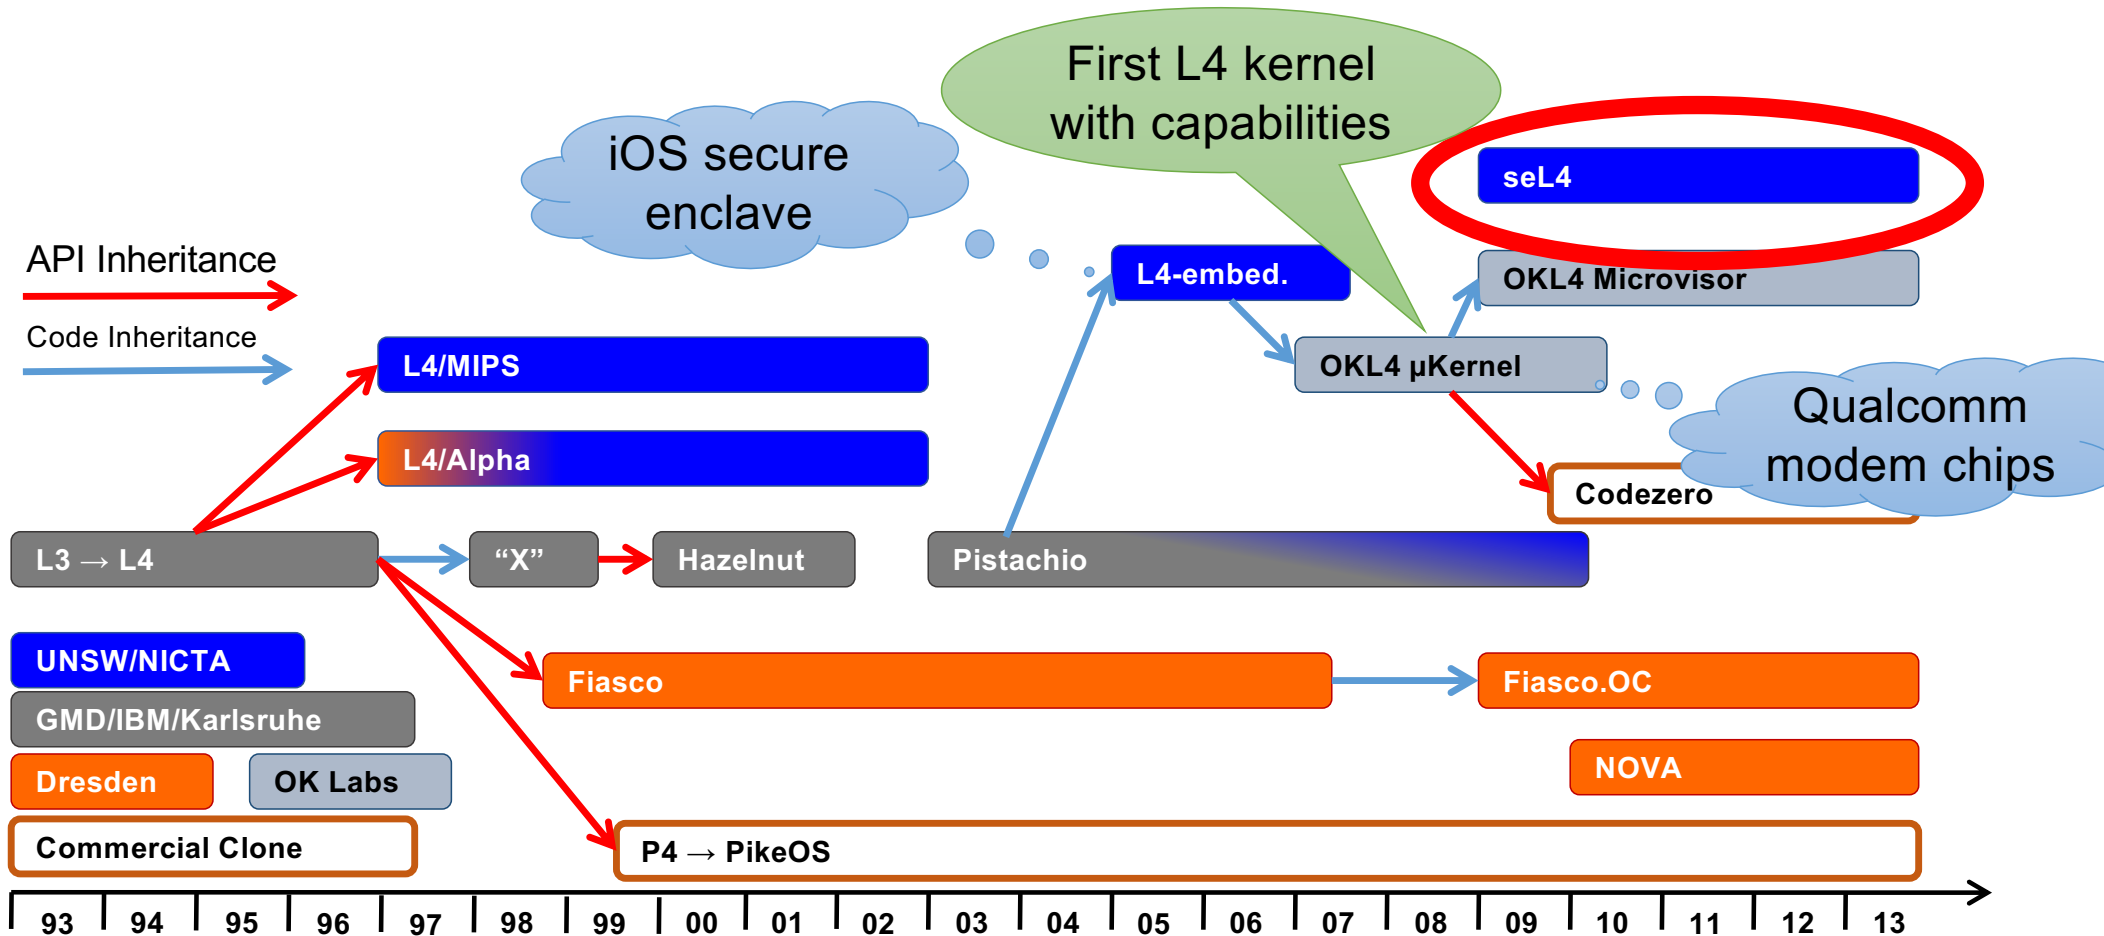 First L4 kernel
with capabilities
iOS secure
enclave
seL4
API Inheritance
L4-embed.
OKL4 Microvisor
Code Inheritance
L4/MIPS
OKL4 µKernel
Qualcomm
modem chips
L4/Alpha
Codezero
L3 → L4
“X”
Hazelnut
Pistachio
UNSW/NICTA
Fiasco
Fiasco.OC
GMD/IBM/Karlsruhe
Dresden
OK Labs
NOVA
Commercial Clone
P4 → PikeOS
93 94 95 96 97 98 99 00 01 02 03 04 05 06 07 08 09 10 11 12 13